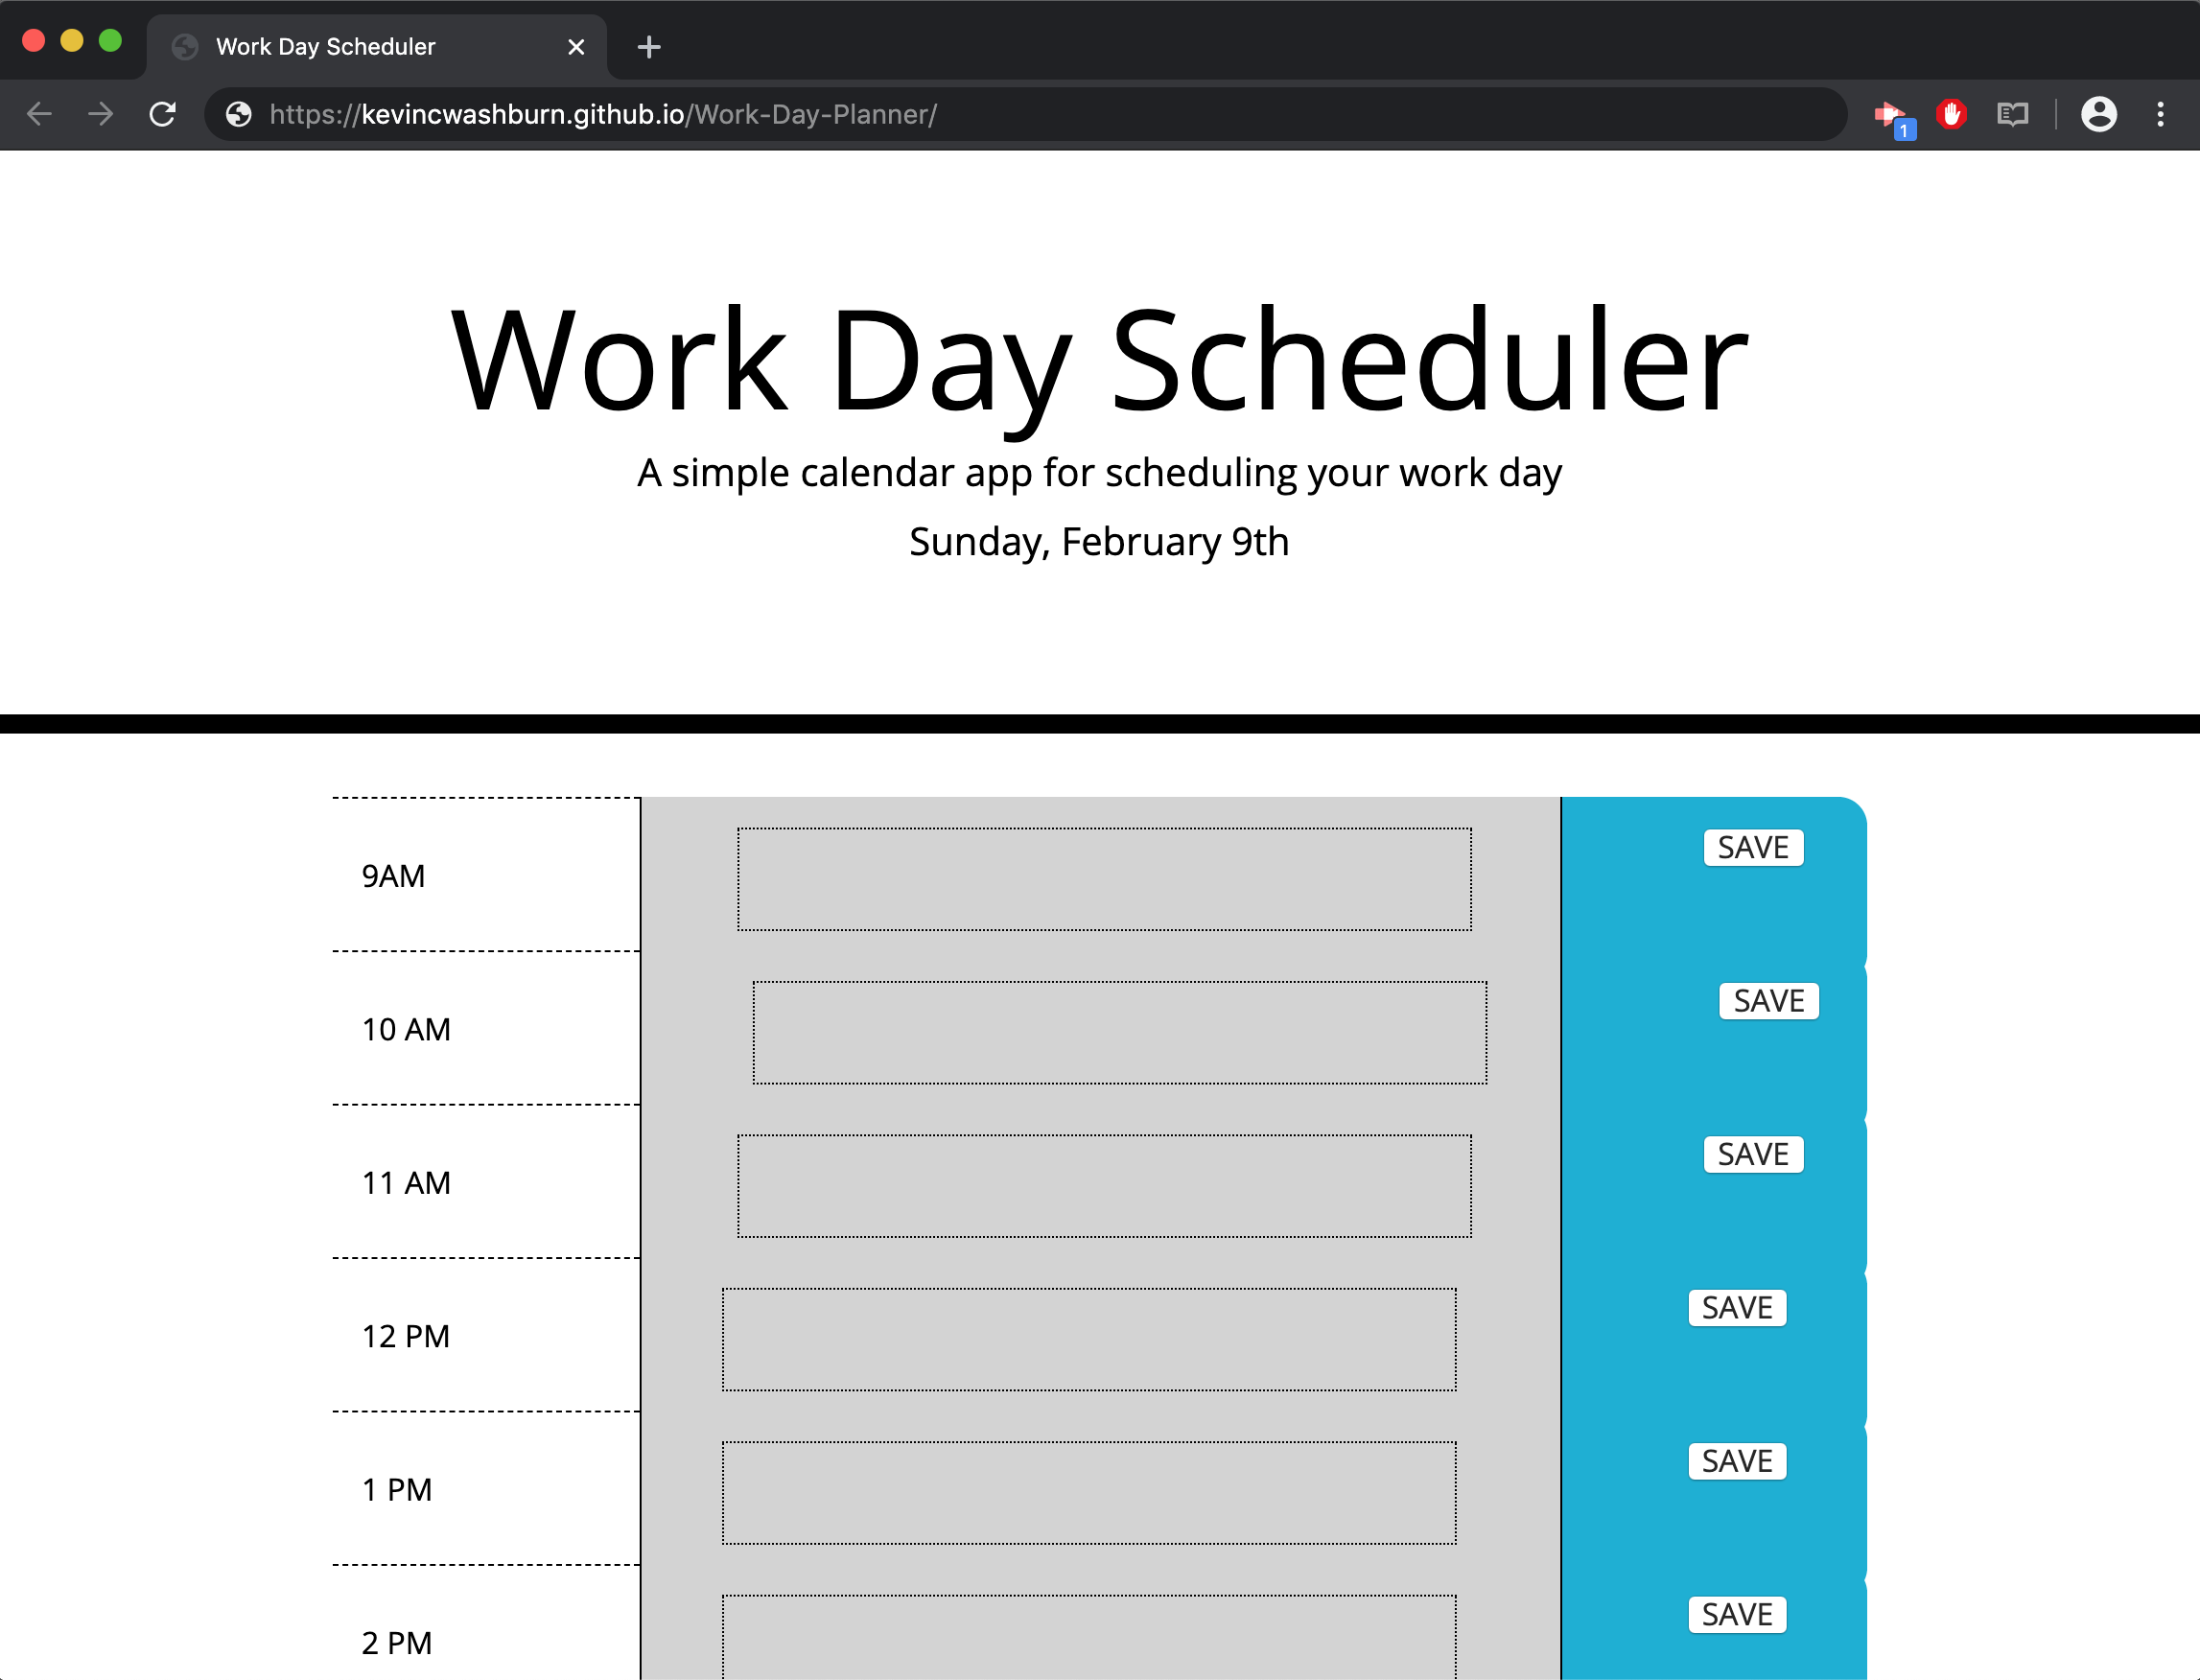 Work Day Scheduler
https://kevincwashburn.github.io/Work-Day-Planner/
1
Work Day Scheduler
A simple calendar app for scheduling your work day
Sunday, February 9th
9AM
SAVE
10 AM
SAVE
11 AM
SAVE
12 PM
SAVE
1 PM
SAVE
2 PM
SAVE